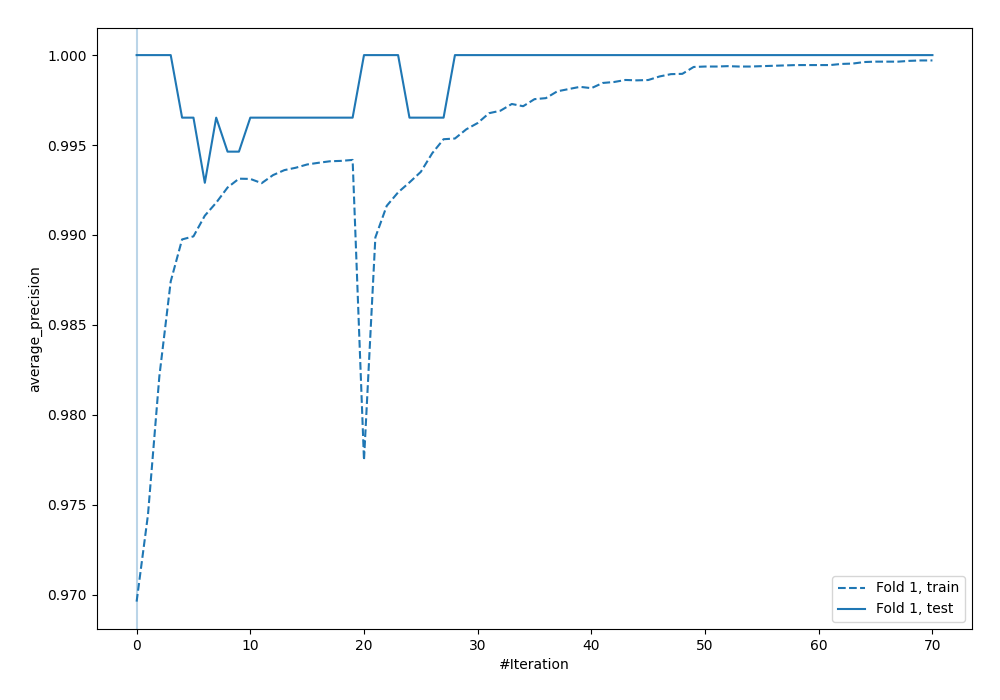 average_precision
1.000
0.995
0.990
0.985
0.980
0.975
0.970
0 10 20 30 40 50 60 70
#Iteration
Fold 1, train
Fold 1, test